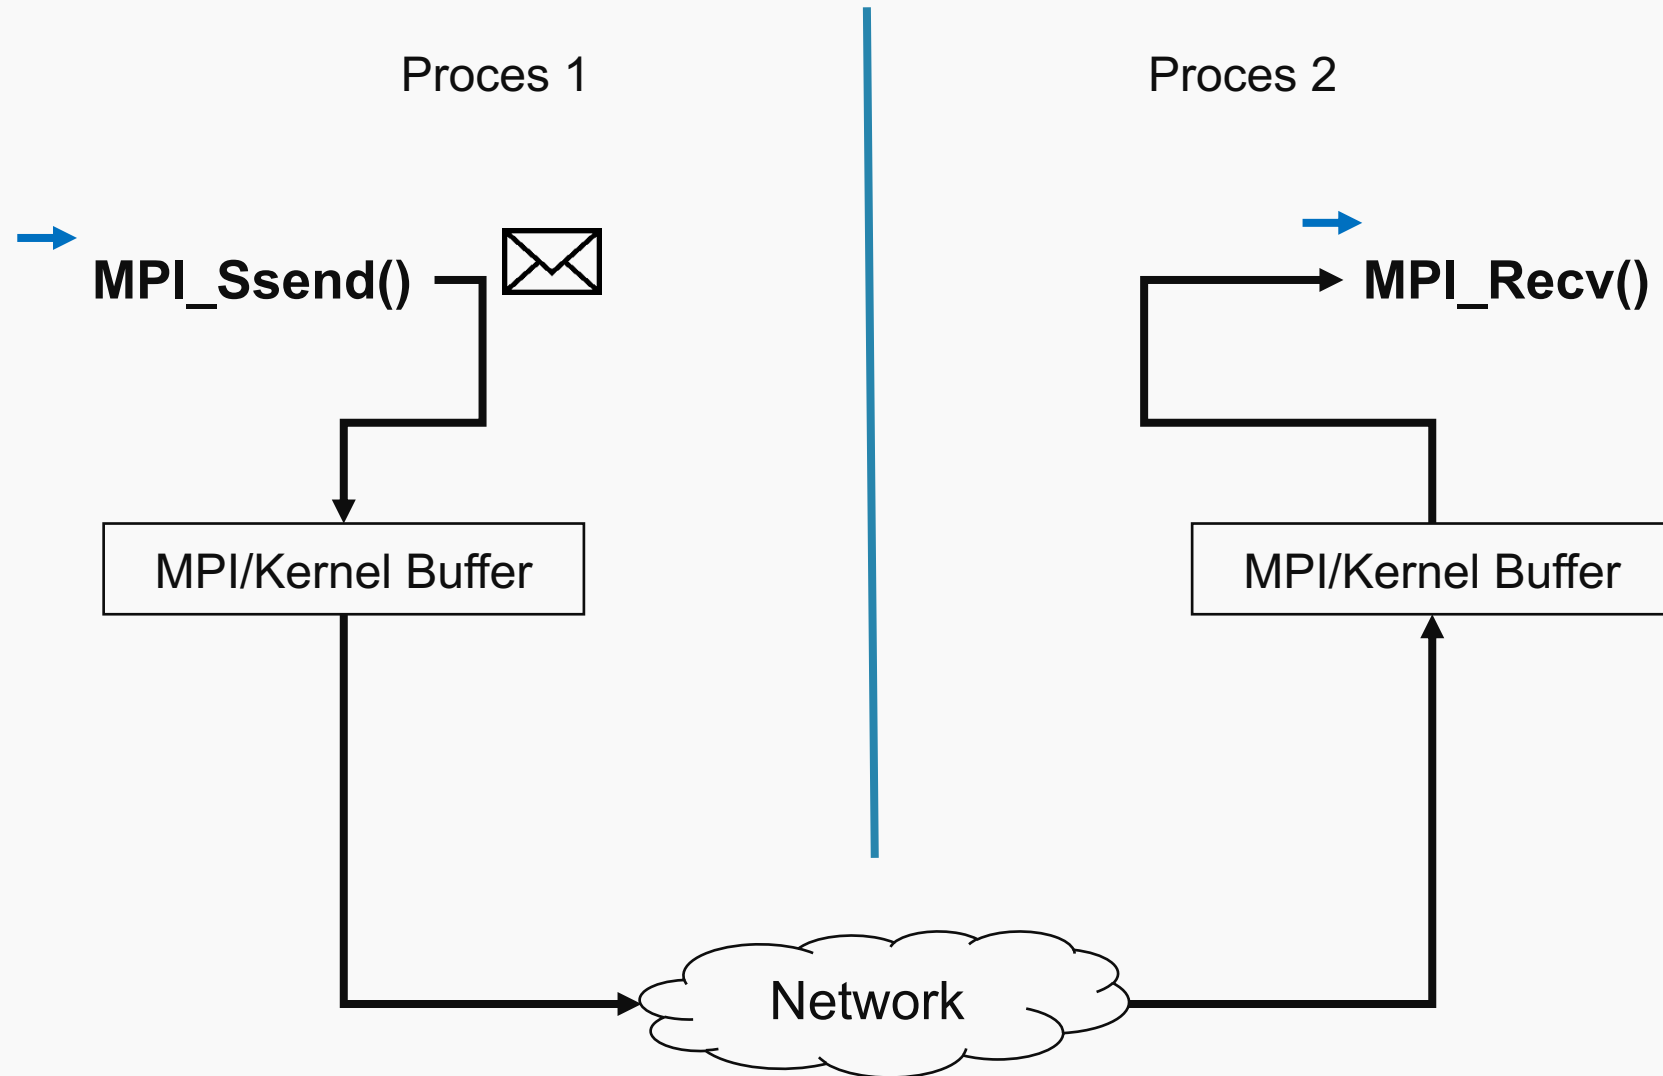 Proces 1
Proces 2
MPI_Ssend()
MPI_Recv()
MPI/Kernel Buffer
MPI/Kernel Buffer
Network